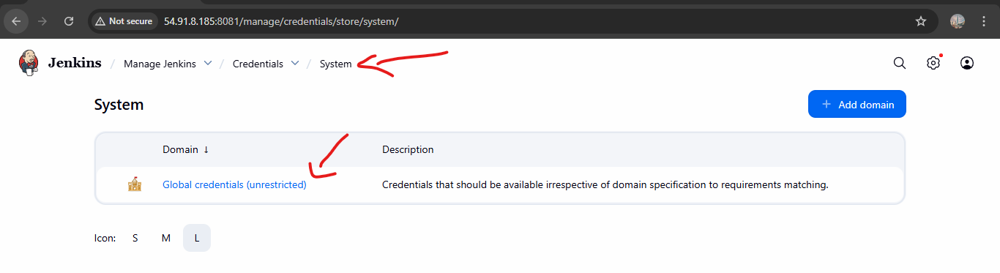 Not secure 54.91.8.185:8081/manage/credentials/store/system/
Jenkins / Manage Jenkins / Credentials / System
System
+ Add domain
Domain ↓ Description
Global credentials (unrestricted) Credentials that should be available irrespective of domain specification to requirements matching.
Icon: S M L